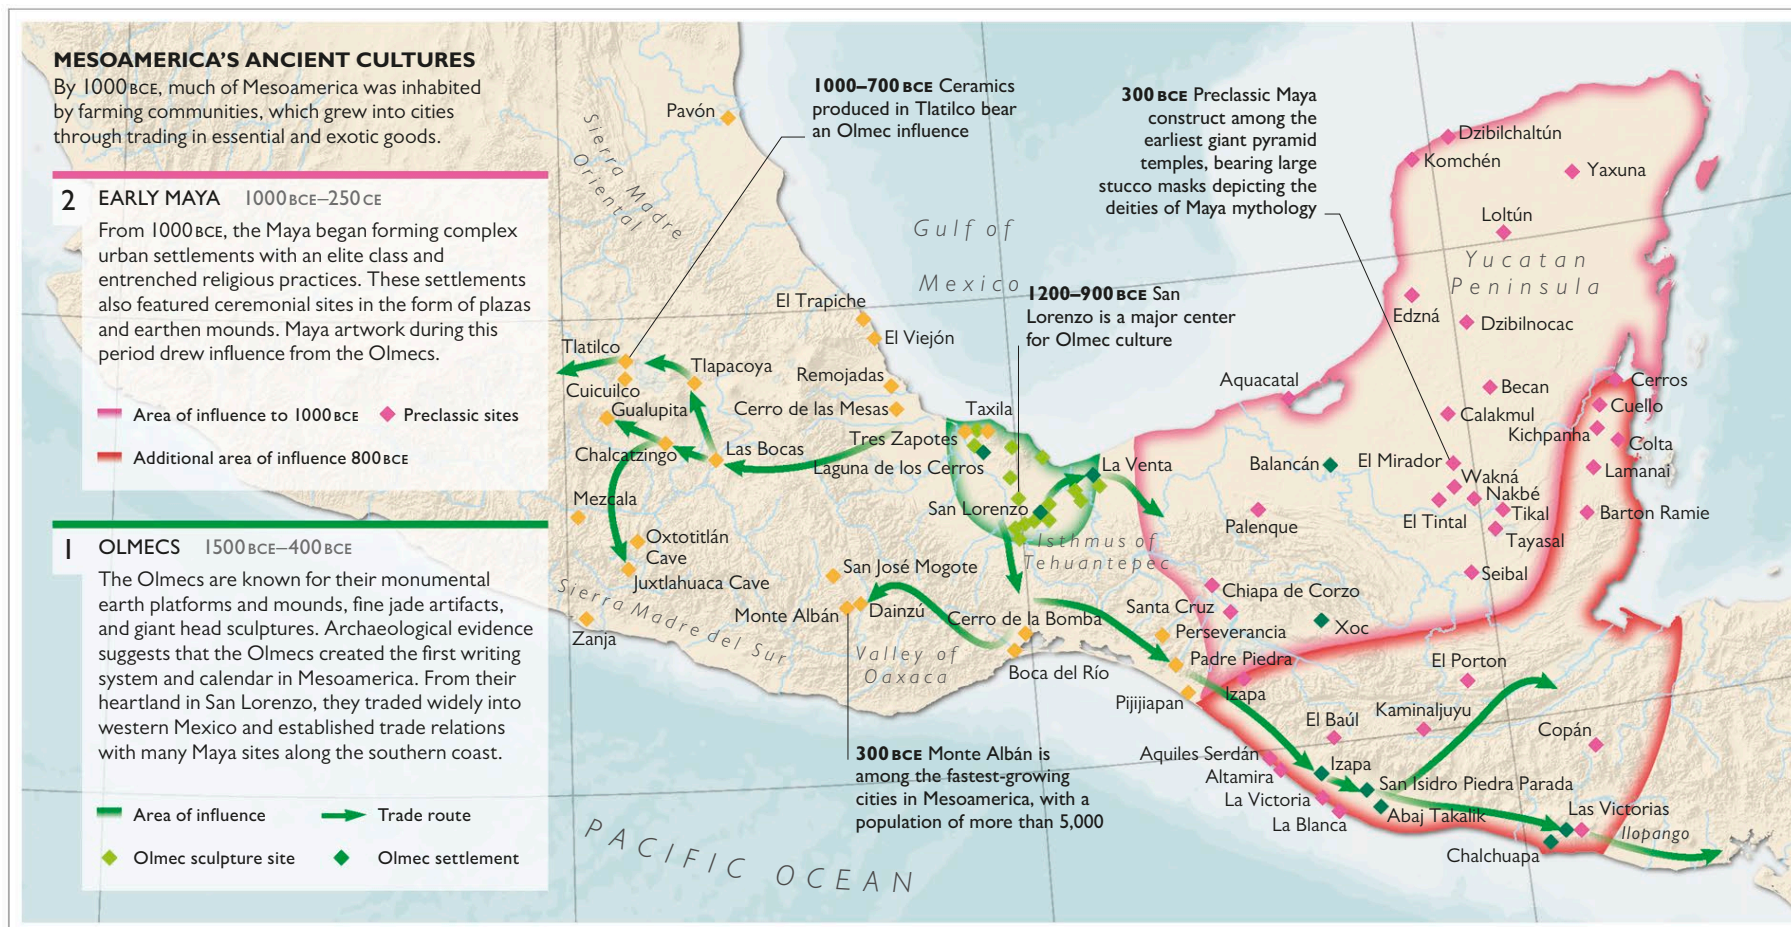 MESOAMERICA'S ANCIENT CULTURES
By 1000 BCE, much of Mesoamerica was inhabited
by farming communities, which grew into cities
through trading in essential and exotic goods.
2 EARLY MAYA 1000 BCE–250 CE
From 1000 BCE, the Maya began forming complex
urban settlements with an elite class and
entrenched religious practices. These settlements
also featured ceremonial sites in the form of plazas
and earthen mounds. Maya artwork during this
period drew influence from the Olmecs.
Area of influence to 1000 BCE
Preclassic sites
Additional area of influence 800 BCE
1 OLMECS 1500 BCE–400 BCE
The Olmecs are known for their monumental
earth platforms and mounds, fine jade artifacts,
and giant head sculptures. Archaeological evidence
suggests that the Olmecs created the first writing
system and calendar in Mesoamerica. From their
heartland in San Lorenzo, they traded widely into
western Mexico and established trade relations
with many Maya sites along the southern coast.
Area of influence
Trade route
Olmec sculpture site
Olmec settlement
1000–700 BCE Ceramics
produced in Tlatilco bear
an Olmec influence
300 BCE Preclassic Maya
construct among the
earliest giant pyramid
temples, bearing large
stucco masks depicting the
deities of Maya mythology
1200–900 BCE San
Lorenzo is a major center
for Olmec culture
300 BCE Monte Albán is
among the fastest-growing
cities in Mesoamerica, with a
population of more than 5,000
Pavón
Sierra Madre
Oriental
Gulf of
Mexico
El Trapiche
El Viejón
Tlatilco
Tlapacoya
Cuicuilco
Gualupita
Remojadas
Cerro de las Mesas
Taxila
Tres Zapotes
Chalcatzingo
Las Bocas
Laguna de los Cerros
La Venta
San Lorenzo
Mezcala
Oxtotitlán
Cave
Juxtlahuaca Cave
Isthmus of
Tehuantepec
San José Mogote
Monte Albán
Dainzú
Cerro de la Bomba
Sierra Madre del Sur
Zanja
Valley of
Oaxaca
Boca del Río
Dzibilchaltún
Komchén
Yaxuna
Loltún
Yucatan
Peninsula
Edzná
Dzibilnocac
Aquacatal
Becan
Cerros
Calakmul
Cuello
Kichpanha
Colta
Balancán
El Mirador
Lamanaî
Wakná
Nakbé
El Tintal
Tikal
Barton Ramie
Palenque
Tayasal
Seibal
Chiapa de Corzo
Santa Cruz
Xoc
Perseverancia
Padre Piedra
El Porton
Izapa
Pijijiapan
El Baúl
Kaminaljuyu
Copán
Aquiles Serdán
Izapa
Altamira
San Isidro Piedra Parada
La Victoria
Abaj Takalik
Las Victorias
La Blanca
Ilopango
Chalchuapa
PACIFIC OCEAN